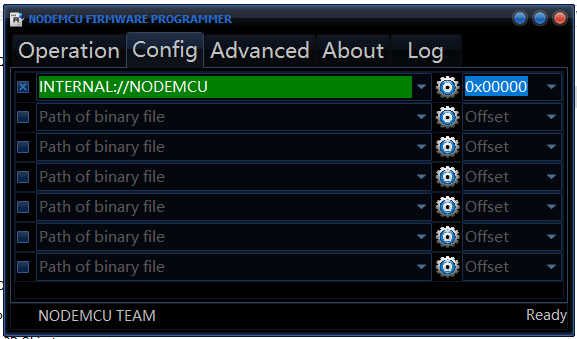 NODEMCU FIRMWARE PROGRAMMER
Operation Config Advanced About Log
INTERNAL://NODEMCU 0x00000
Path of binary file Offset
Path of binary file Offset
Path of binary file Offset
Path of binary file Offset
Path of binary file Offset
Path of binary file Offset
NODEMCU TEAM Ready